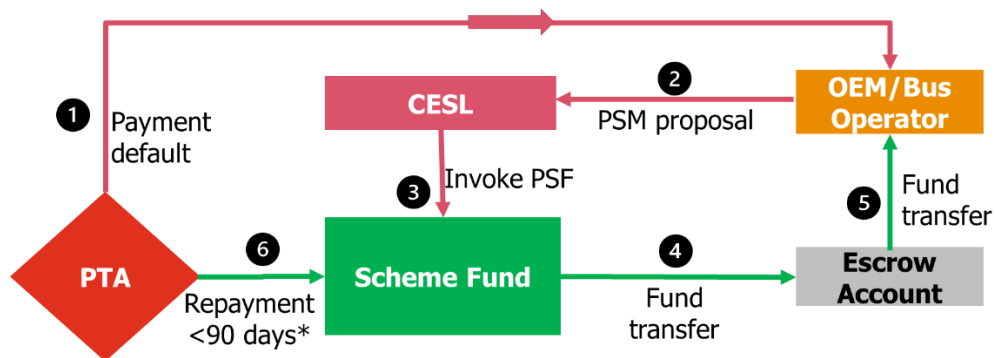 1
Payment
default
CESL
2
PSM proposal
OEM/Bus
Operator
3
Invoke PSF
5
Fund
transfer
PTA
6
Repayment
<90 days*
Scheme Fund
4
Fund
transfer
Escrow
Account